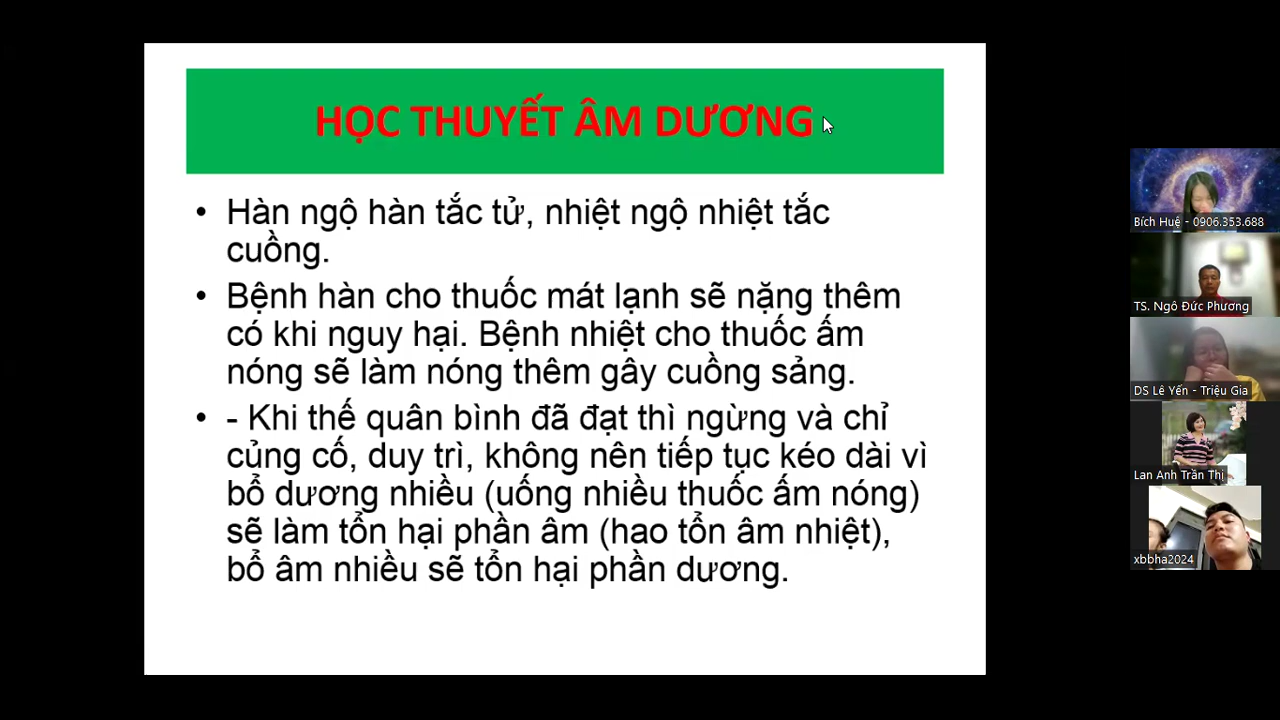 HỌC THUYẾT ÂM DƯƠNG
• Hàn ngộ hàn tắc tử, nhiệt ngộ nhiệt tắc
cuồng.
• Bệnh hàn cho thuốc mát lạnh sẽ nặng thêm
có khi nguy hại. Bệnh nhiệt cho thuốc ấm
nóng sẽ làm nóng thêm gây cuồng sảng.
• - Khi thế quân bình đã đạt thì ngừng và chỉ
củng cố, duy trì, không nên tiếp tục kéo dài vì
bổ dương nhiều (uống nhiều thuốc ấm nóng)
sẽ làm tổn hại phần âm (hao tổn âm nhiệt),
bổ âm nhiều sẽ tổn hại phần dương.
Bích Huệ - 0906.353.688
TS. Ngô Đức Phương
DS Lê Yến - Triệu Gia
Lan Anh Trần Thị
xbbha2024